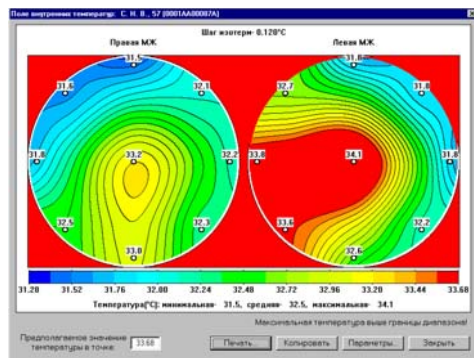 Поле внутренних температур: С. Н. В., 57 (0001AA00087A)
Шаг изотерм- 0.120°C
Правая МЖ
Левая МЖ
31.5
31.8
31.6
32.1
32.7
31.8
31.8
33.2
32.2
33.8
34.1
31.8
32.5
32.3
33.6
32.2
33.0
32.6
31.28 31.52 31.76 32.00 32.24 32.48 32.72 32.96 33.20 33.44 33.68
Температура(°C): минимальная- 31.5, средняя- 32.5, максимальная- 34.1
Максимальная температура выше границы диапазона!
Предполагаемое значение
температуры в точке: 33.68
Печать... Копировать Параметры... Закрыть